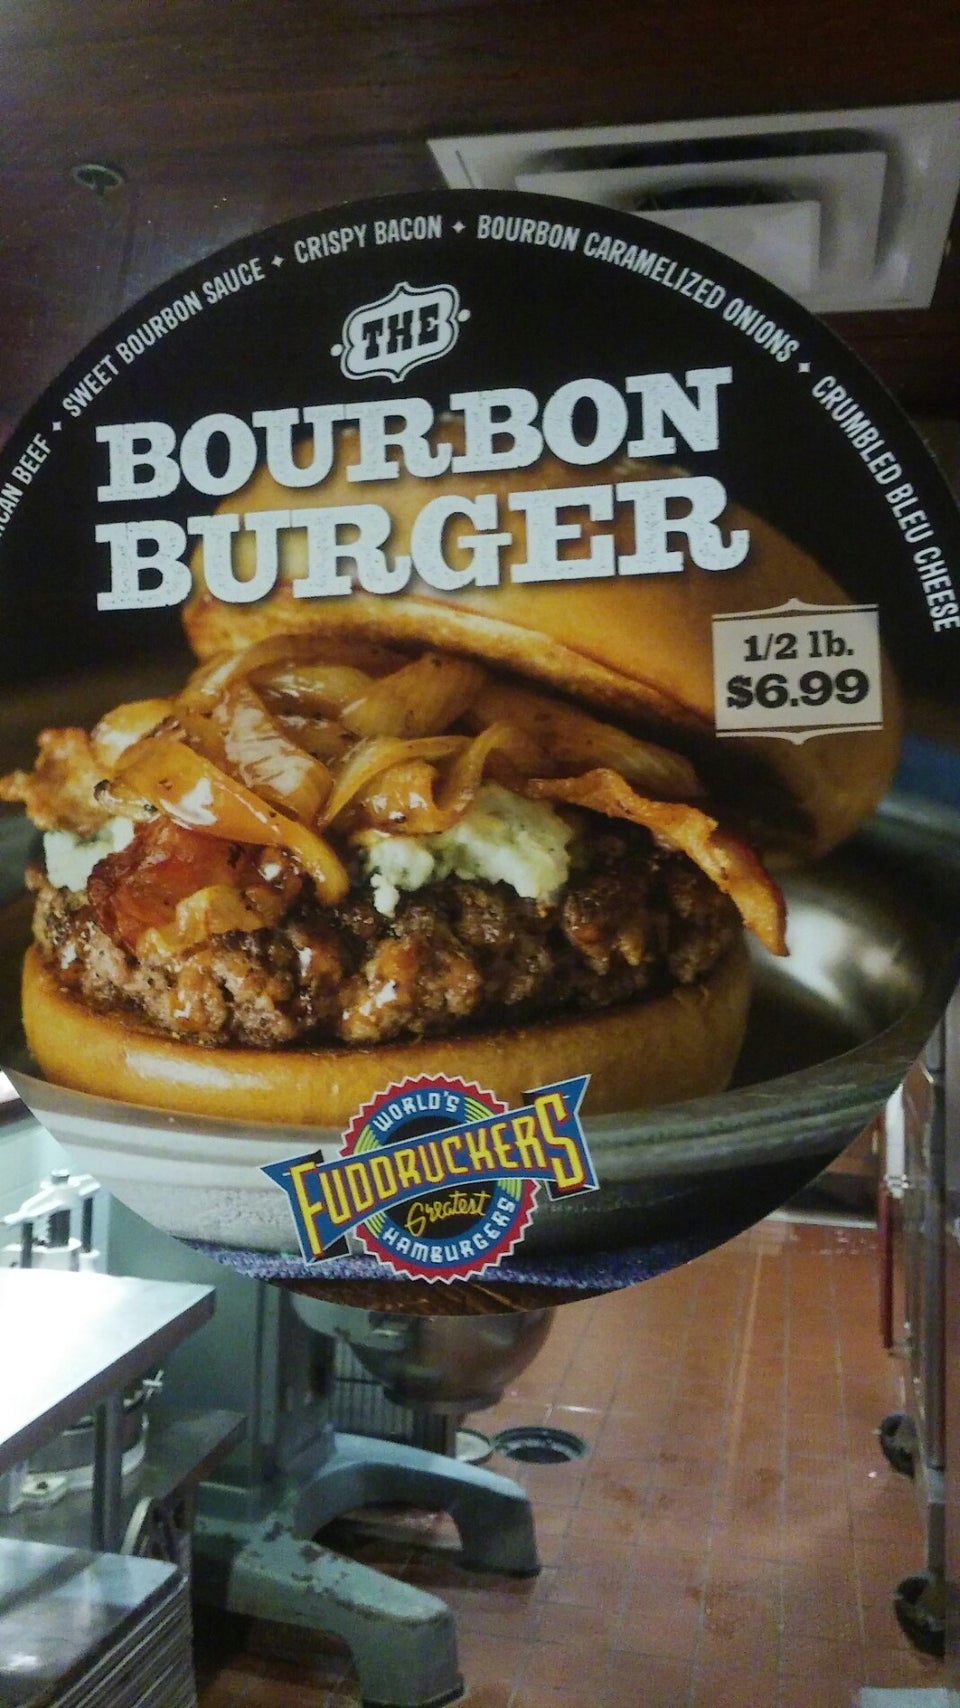 BEEF ✦ SWEET BOURBON SAUCE ✦ CRISPY BACON ✦ BOURBON CARAMELIZED ONIONS ✦ CRUMBLED BLEU CHEESE
THE
BOURBON
BURGER
1/2 lb.
$6.99
WORLD'S
FUDDRUCKERS
Greatest
HAMBURGERS